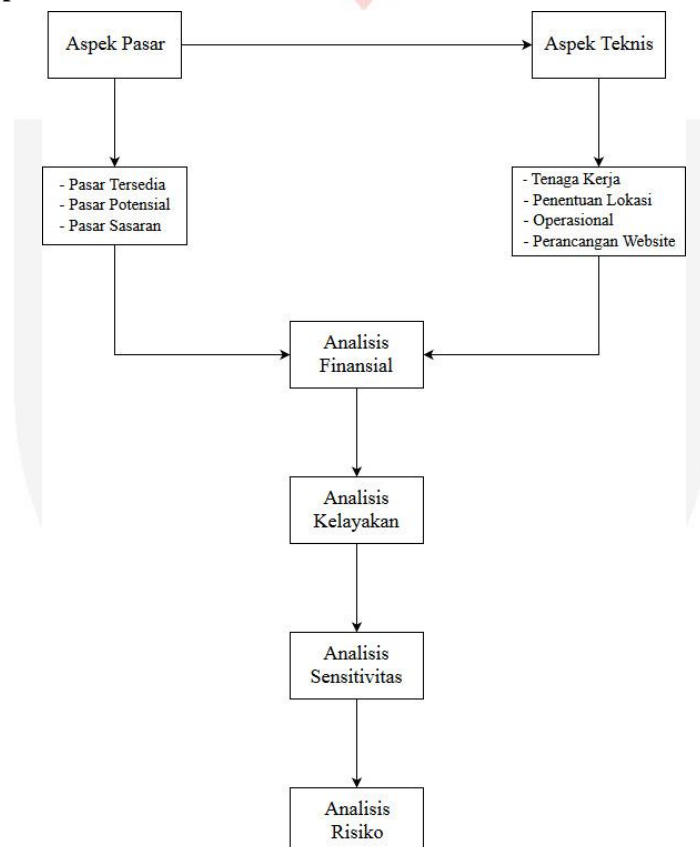 Aspek Pasar
Aspek Teknis
- Pasar Tersedia
- Pasar Potensial
- Pasar Sasaran
- Tenaga Kerja
- Penentuan Lokasi
- Operasional
- Perancangan Website
Analisis
Finansial
Analisis
Kelayakan
Analisis
Sensitivitas
Analisis
Risiko